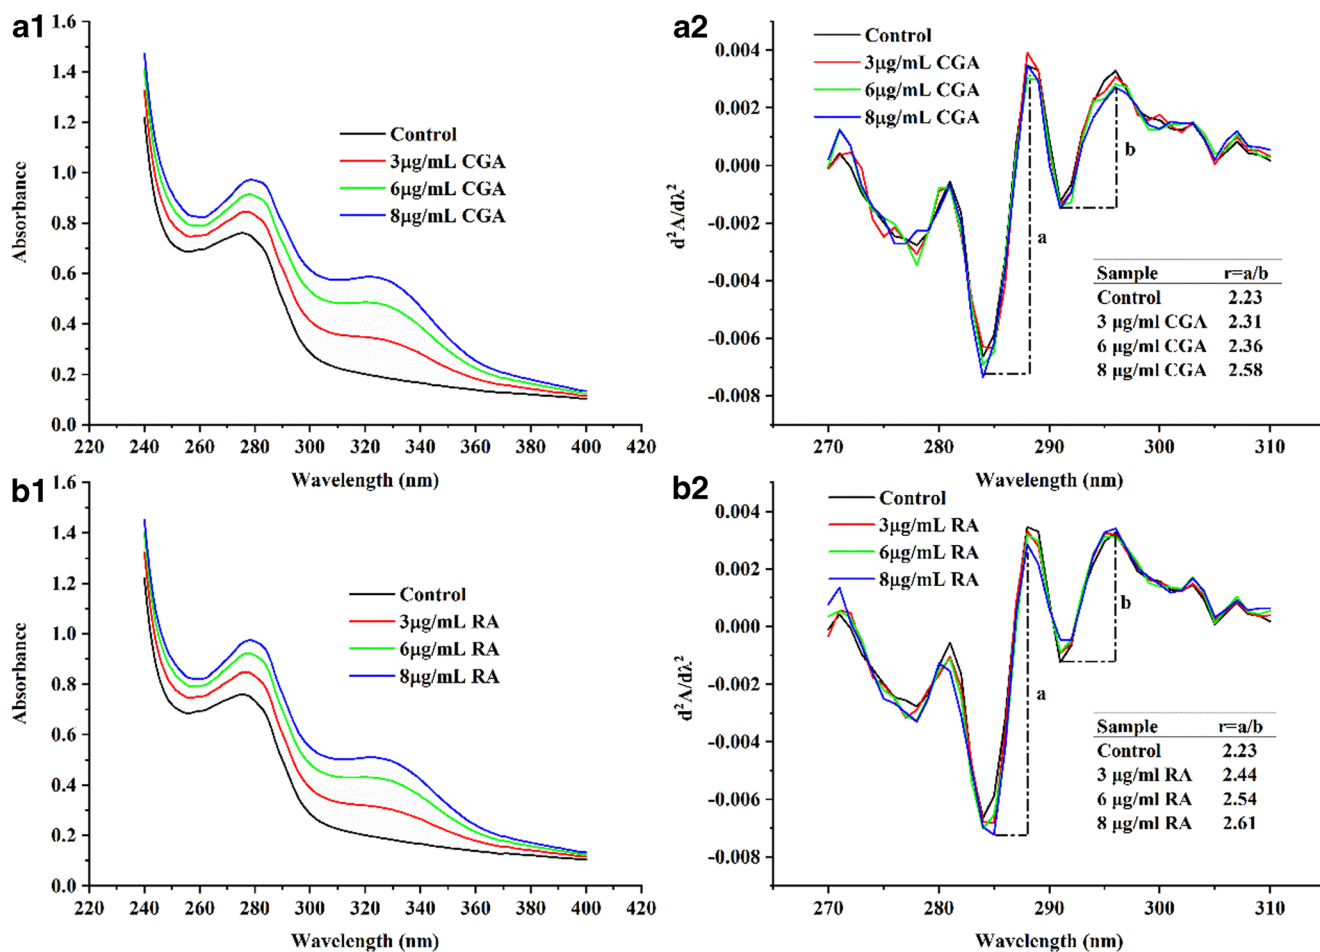 a1
1.6
1.4
1.2
1.0
0.8
0.6
0.4
0.2
0.0
Absorbance
Control
3μg/mL CGA
6μg/mL CGA
8μg/mL CGA
220 240 260 280 300 320 340 360 380 400 420
Wavelength (nm)
a2
0.004
0.002
0.000
-0.002
-0.004
-0.006
-0.008
d²A/dλ²
Control
3μg/mL CGA
6μg/mL CGA
8μg/mL CGA
a
b
Sample r=a/b
Control 2.23
3 μg/ml CGA 2.31
6 μg/ml CGA 2.36
8 μg/ml CGA 2.58
270 280 290 300 310
Wavelength (nm)
b1
1.6
1.4
1.2
1.0
0.8
0.6
0.4
0.2
0.0
Absorbance
Control
3μg/mL RA
6μg/mL RA
8μg/mL RA
220 240 260 280 300 320 340 360 380 400 420
Wavelength (nm)
b2
0.004
0.002
0.000
-0.002
-0.004
-0.006
-0.008
d²A/dλ²
Control
3μg/mL RA
6μg/mL RA
8μg/mL RA
a
b
Sample r=a/b
Control 2.23
3 μg/ml RA 2.44
6 μg/ml RA 2.54
8 μg/ml RA 2.61
270 280 290 300 310
Wavelength (nm)